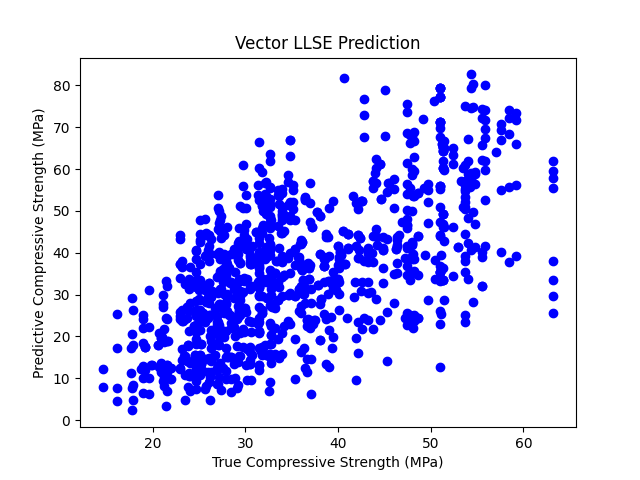 Vector LLSE Prediction
Predictive Compressive Strength (MPa)
80
70
60
50
40
30
20
10
0
20 30 40 50 60
True Compressive Strength (MPa)